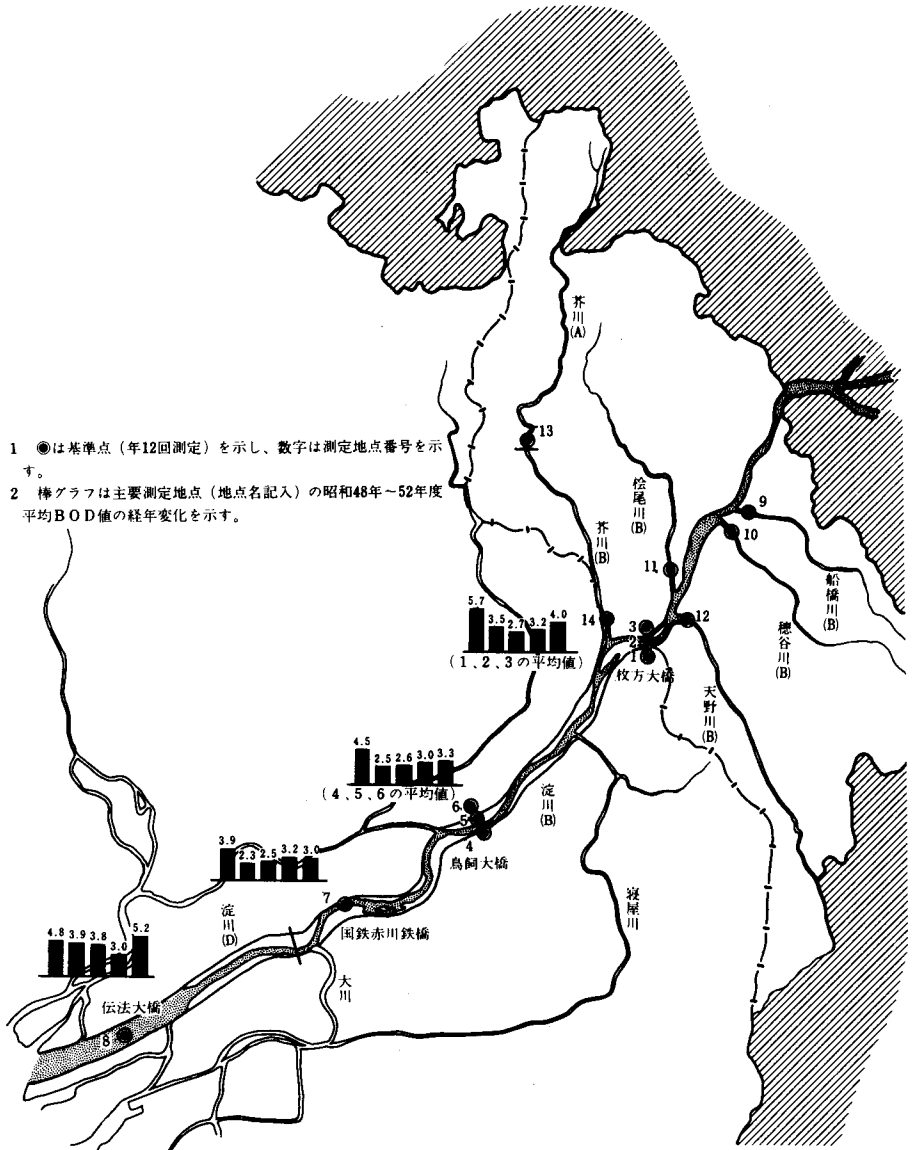 芥川
(A)
13
1 ◉は基準点（年12回測定）を示し、数字は測定地点番号を示
す。
2 棒グラフは主要測定地点（地点名記入）の昭和48年～52年度
平均ＢＯＤ値の経年変化を示す。
桧尾川
(B)
9
10
芥川
(B)
11
船橋川
(B)
穂谷川
(B)
5.7 3.5 2.7 3.2 4.0
(1、2、3の平均値)
14
3
2
1
12
枚方大橋
天野川
(B)
4.5 2.5 2.6 3.0 3.3
(4、5、6の平均値)
淀川
(B)
6
5
4
鳥飼大橋
3.9 2.3 2.5 3.2 3.0
7
国鉄赤川鉄橋
淀川
(D)
寝屋川
4.8 3.9 3.8 3.0 5.2
大川
伝法大橋
8